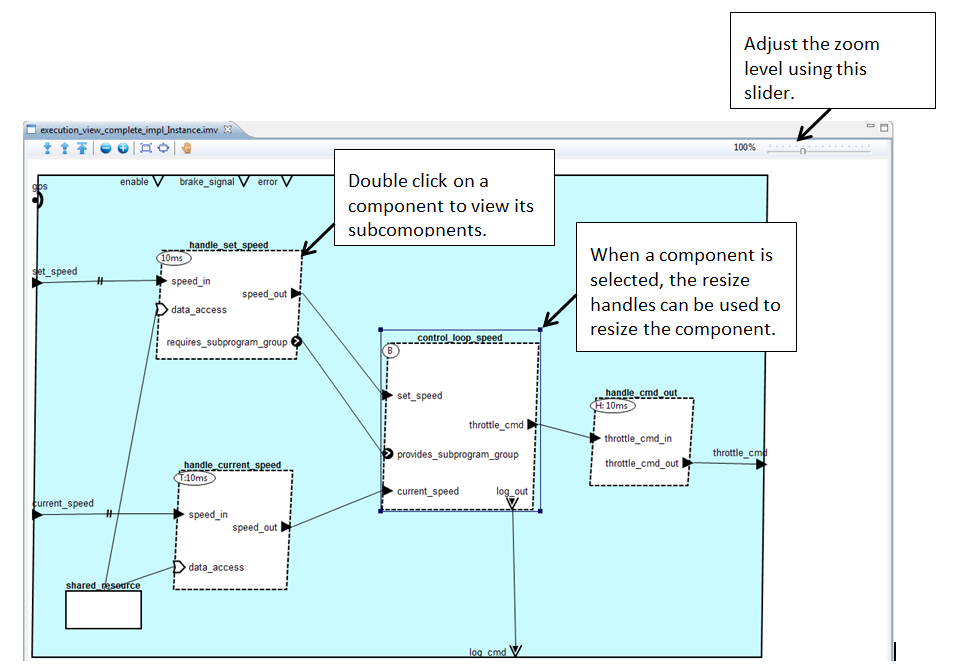 Adjust the zoom
level using this
slider.
execution_view_complete_impl_Instance.imv
100%
Double click on a
component to view its
subcomopnents.
When a component is
selected, the resize
handles can be used to
resize the component.
gps
enable
brake_signal
error
set_speed
handle_set_speed
10ms
speed_in
speed_out
data_access
requires_subprogram_group
control_loop_speed
B
set_speed
throttle_cmd
provides_subprogram_group
current_speed
log_out
handle_cmd_out
H: 10ms
throttle_cmd_in
throttle_cmd_out
throttle_cmd
handle_current_speed
T:10ms
current_speed
speed_in
speed_out
data_access
shared_resource
log_cmd